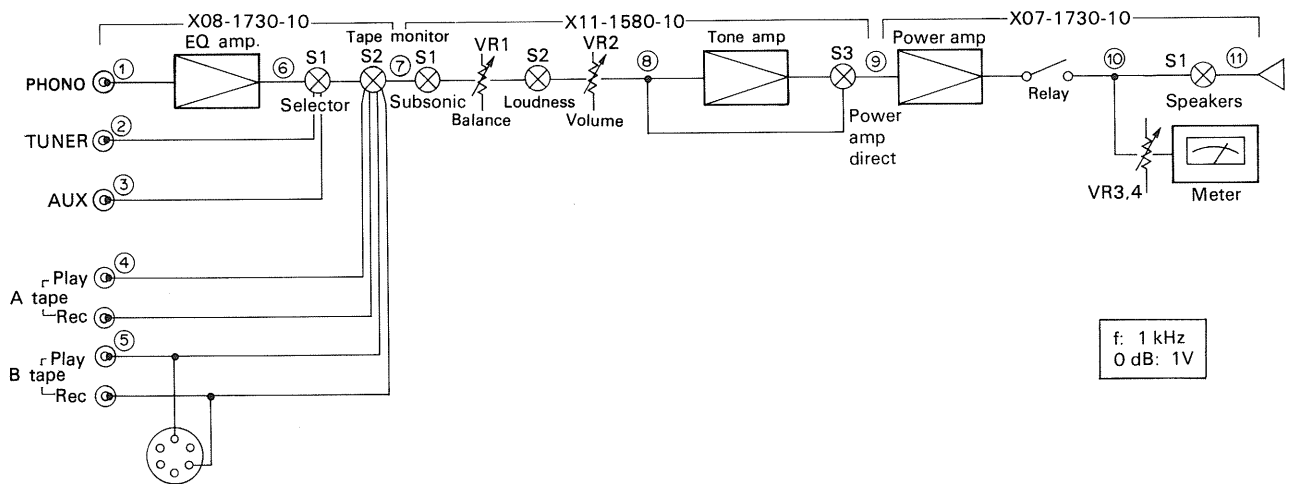 X08-1730-10
X11-1580-10
X07-1730-10
EQ amp.
Tape monitor
VR1
VR2
Tone amp
Power amp
PHONO
①
⑥
S1
S2
⑦
S1
S2
⑧
S3
⑨
⑩
S1
⑪
Selector
Subsonic
Balance
Loudness
Volume
Power
amp
direct
Relay
Speakers
TUNER
②
AUX
③
VR3,4
Meter
④
Play
A tape
Rec
⑤
Play
B tape
Rec
f: 1 kHz
0 dB: 1V